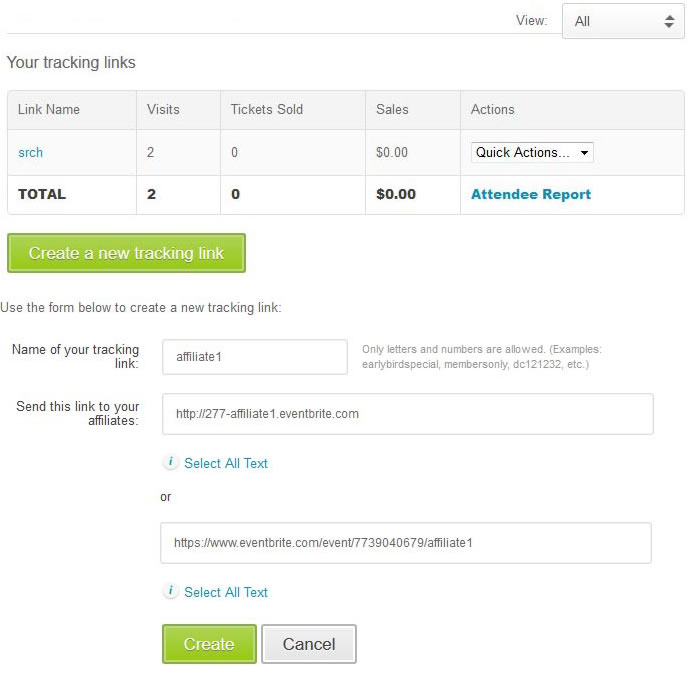 View: All
Your tracking links
Link Name Visits Tickets Sold Sales Actions
srch 2 0 $0.00 Quick Actions...
TOTAL 2 0 $0.00 Attendee Report
Create a new tracking link
Use the form below to create a new tracking link:
Name of your tracking link:
affiliate1
Only letters and numbers are allowed. (Examples:
earlybirdspecial, membersonly, dc121232, etc.)
Send this link to your
affiliates:
http://277-affiliate1.eventbrite.com
i Select All Text
or
https://www.eventbrite.com/event/7739040679/affiliate1
i Select All Text
Create Cancel